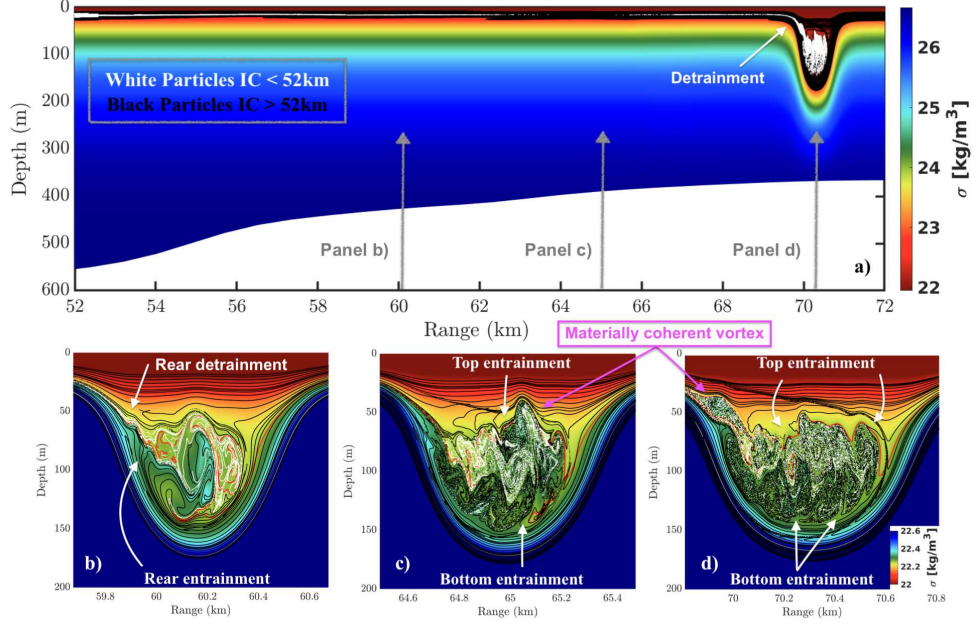 a)
0
100
200
300
400
500
600
Depth (m)
White Particles IC < 52km
Black Particles IC > 52km
Detrainment
Panel b)
Panel c)
Panel d)
a)
52 54 56 58 60 62 64 66 68 70 72
Range (km)
26
25
24
23
22
σ [kg/m³]
Materially coherent vortex
0
50
100
150
200
Depth (m)
Rear detrainment
Rear entrainment
b)
59.8 60 60.2 60.4 60.6
Range (km)
0
50
100
150
200
Depth (m)
Top entrainment
Bottom entrainment
c)
64.6 64.8 65 65.2 65.4
Range (km)
0
50
100
150
200
Depth (m)
Top entrainment
Bottom entrainment
d)
70 70.2 70.4 70.6 70.8
Range (km)
22.6
22.4
22.2
22
σ [kg/m³]